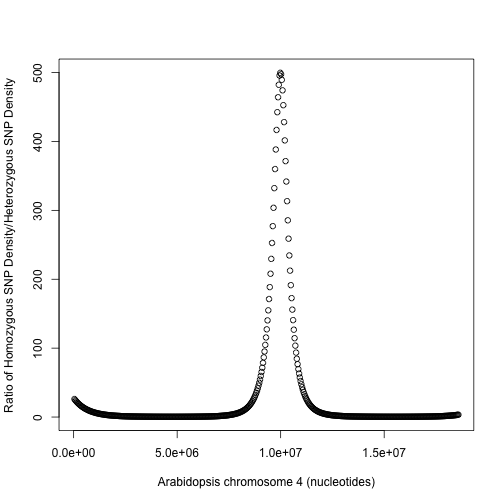 Ratio of Homozygous SNP Density/Heterozygous SNP Density
500
400
300
200
100
0
0.0e+00 5.0e+06 1.0e+07 1.5e+07
Arabidopsis chromosome 4 (nucleotides)